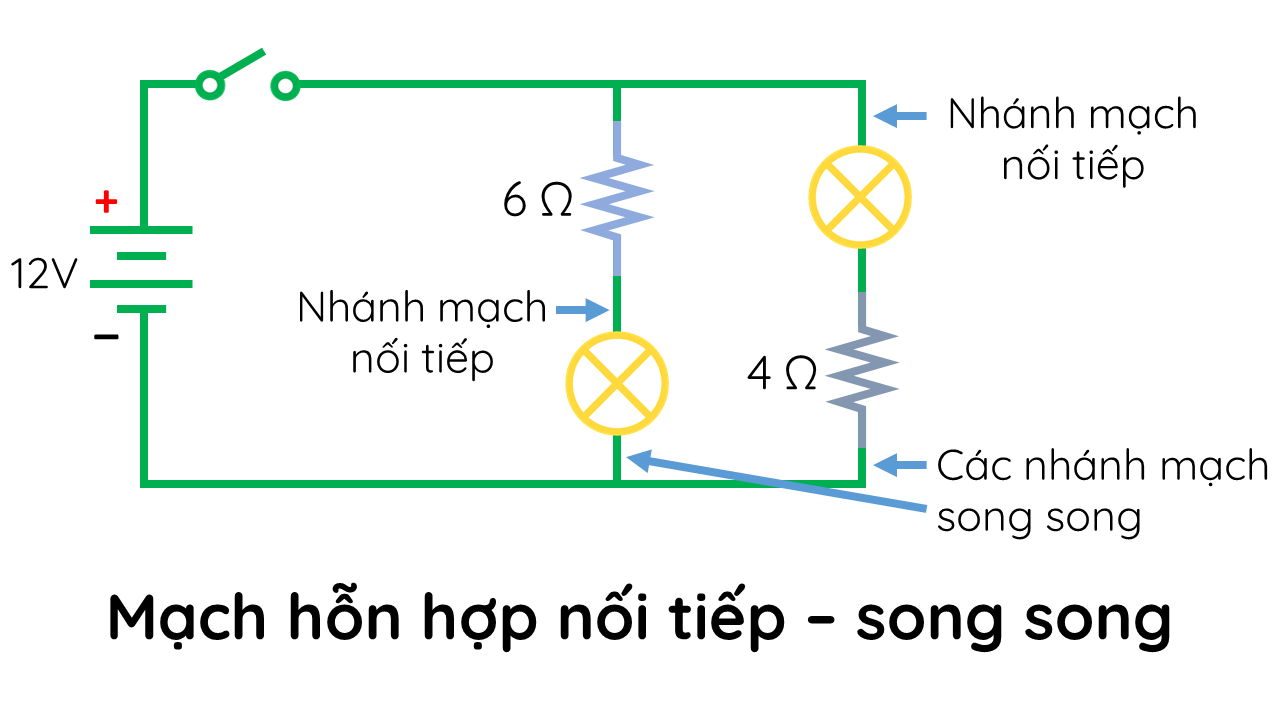 Nhánh mạch
nối tiếp
6 Ω
+
12V
–
Nhánh mạch
nối tiếp
4 Ω
Các nhánh mạch
song song
Mạch hỗn hợp nối tiếp – song song